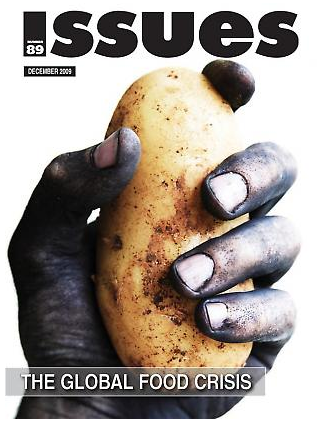 ISSUES
NUMBER
89
DECEMBER 2009
THE GLOBAL FOOD CRISIS